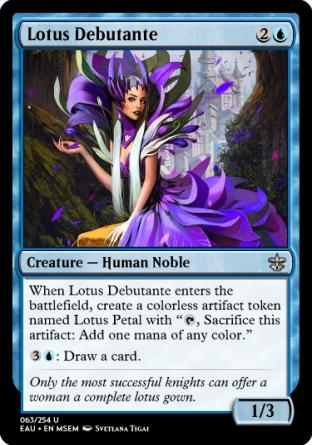 Lotus Debutante 2
Creature — Human Noble
When Lotus Debutante enters the
battlefield, create a colorless artifact token
named Lotus Petal with “, Sacrifice this
artifact: Add one mana of any color.”
3: Draw a card.
Only the most successful knights can offer a
woman a complete lotus gown.
063/254 U
EAU • EN MSEM Svetlana Tigai
1/3